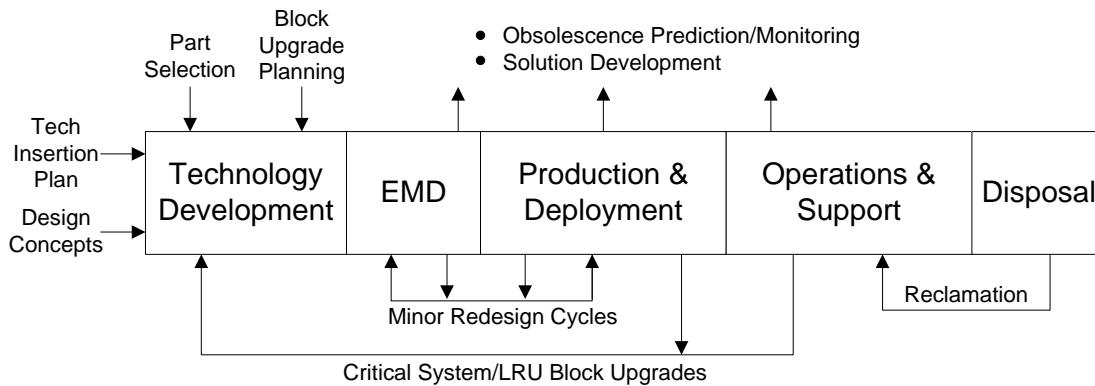 Part
Selection
Block
Upgrade
Planning
• Obsolescence Prediction/Monitoring
• Solution Development
Tech
Insertion
Plan
Design
Concepts
Technology
Development
EMD
Production &
Deployment
Operations &
Support
Disposal
Minor Redesign Cycles
Reclamation
Critical System/LRU Block Upgrades